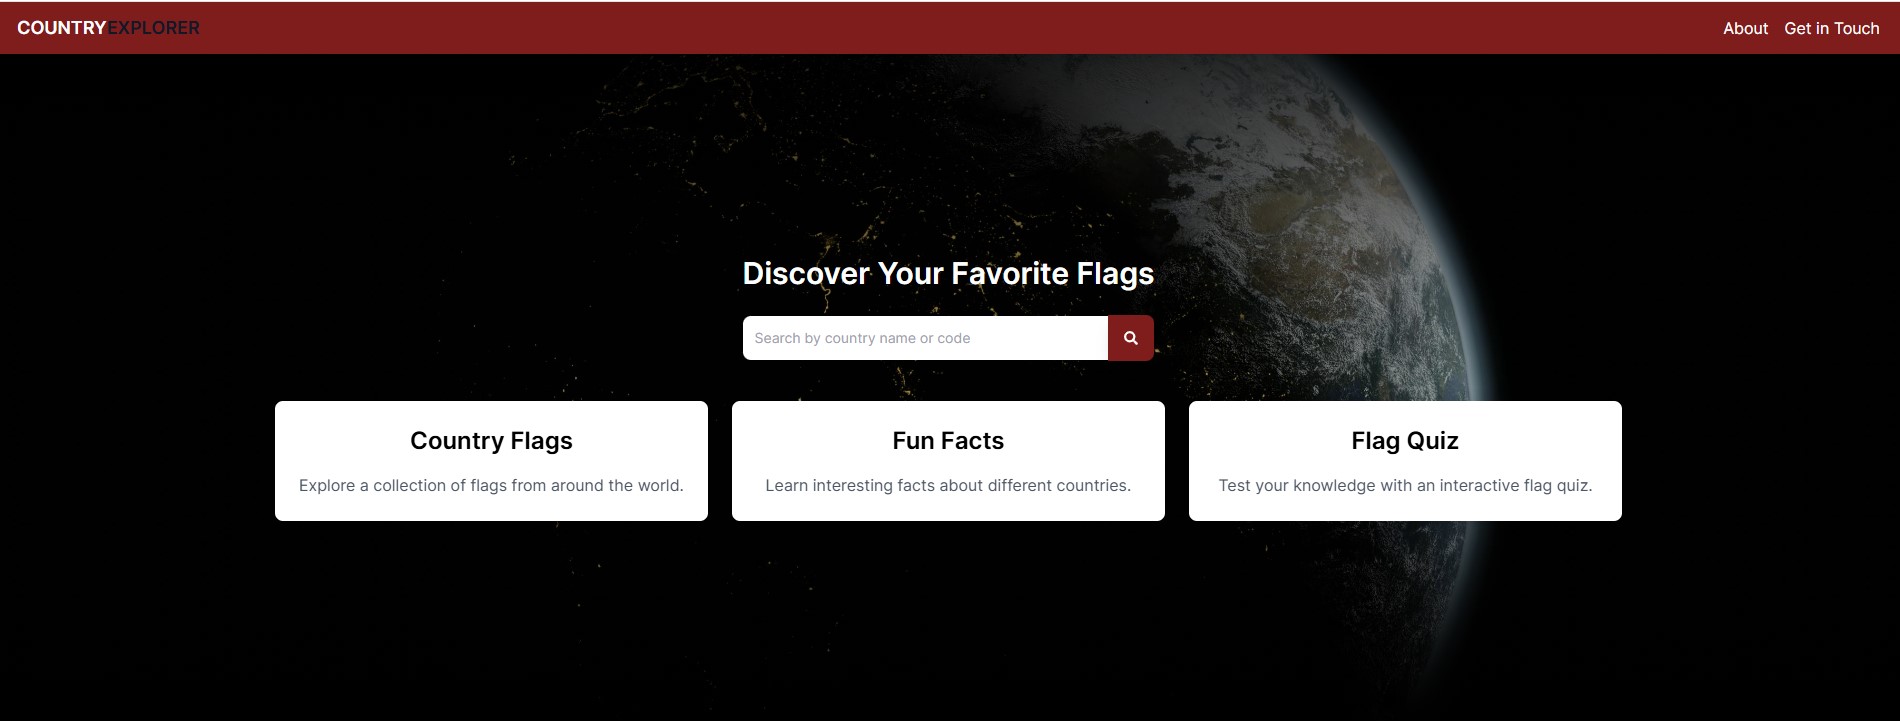 COUNTRYEXPLORER
About Get in Touch
Discover Your Favorite Flags
Search by country name or code
Country Flags
Explore a collection of flags from around the world.
Fun Facts
Learn interesting facts about different countries.
Flag Quiz
Test your knowledge with an interactive flag quiz.